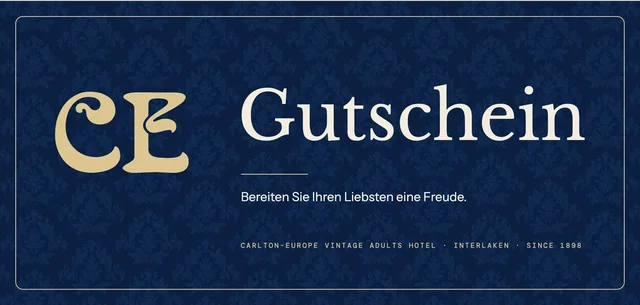 CE
Gutschein
Bereiten Sie Ihren Liebsten eine Freude.
CARLTON-EUROPE VINTAGE ADULTS HOTEL · INTERLAKEN · SINCE 1898